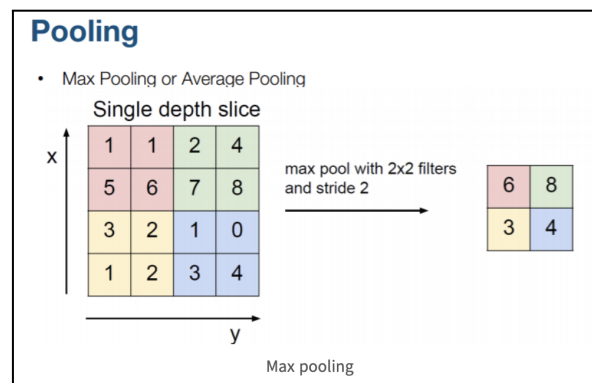 Pooling
• Max Pooling or Average Pooling
Single depth slice
x
1 1 2 4
5 6 7 8
3 2 1 0
1 2 3 4
y
max pool with 2x2 filters
and stride 2
6 8
3 4
Max pooling